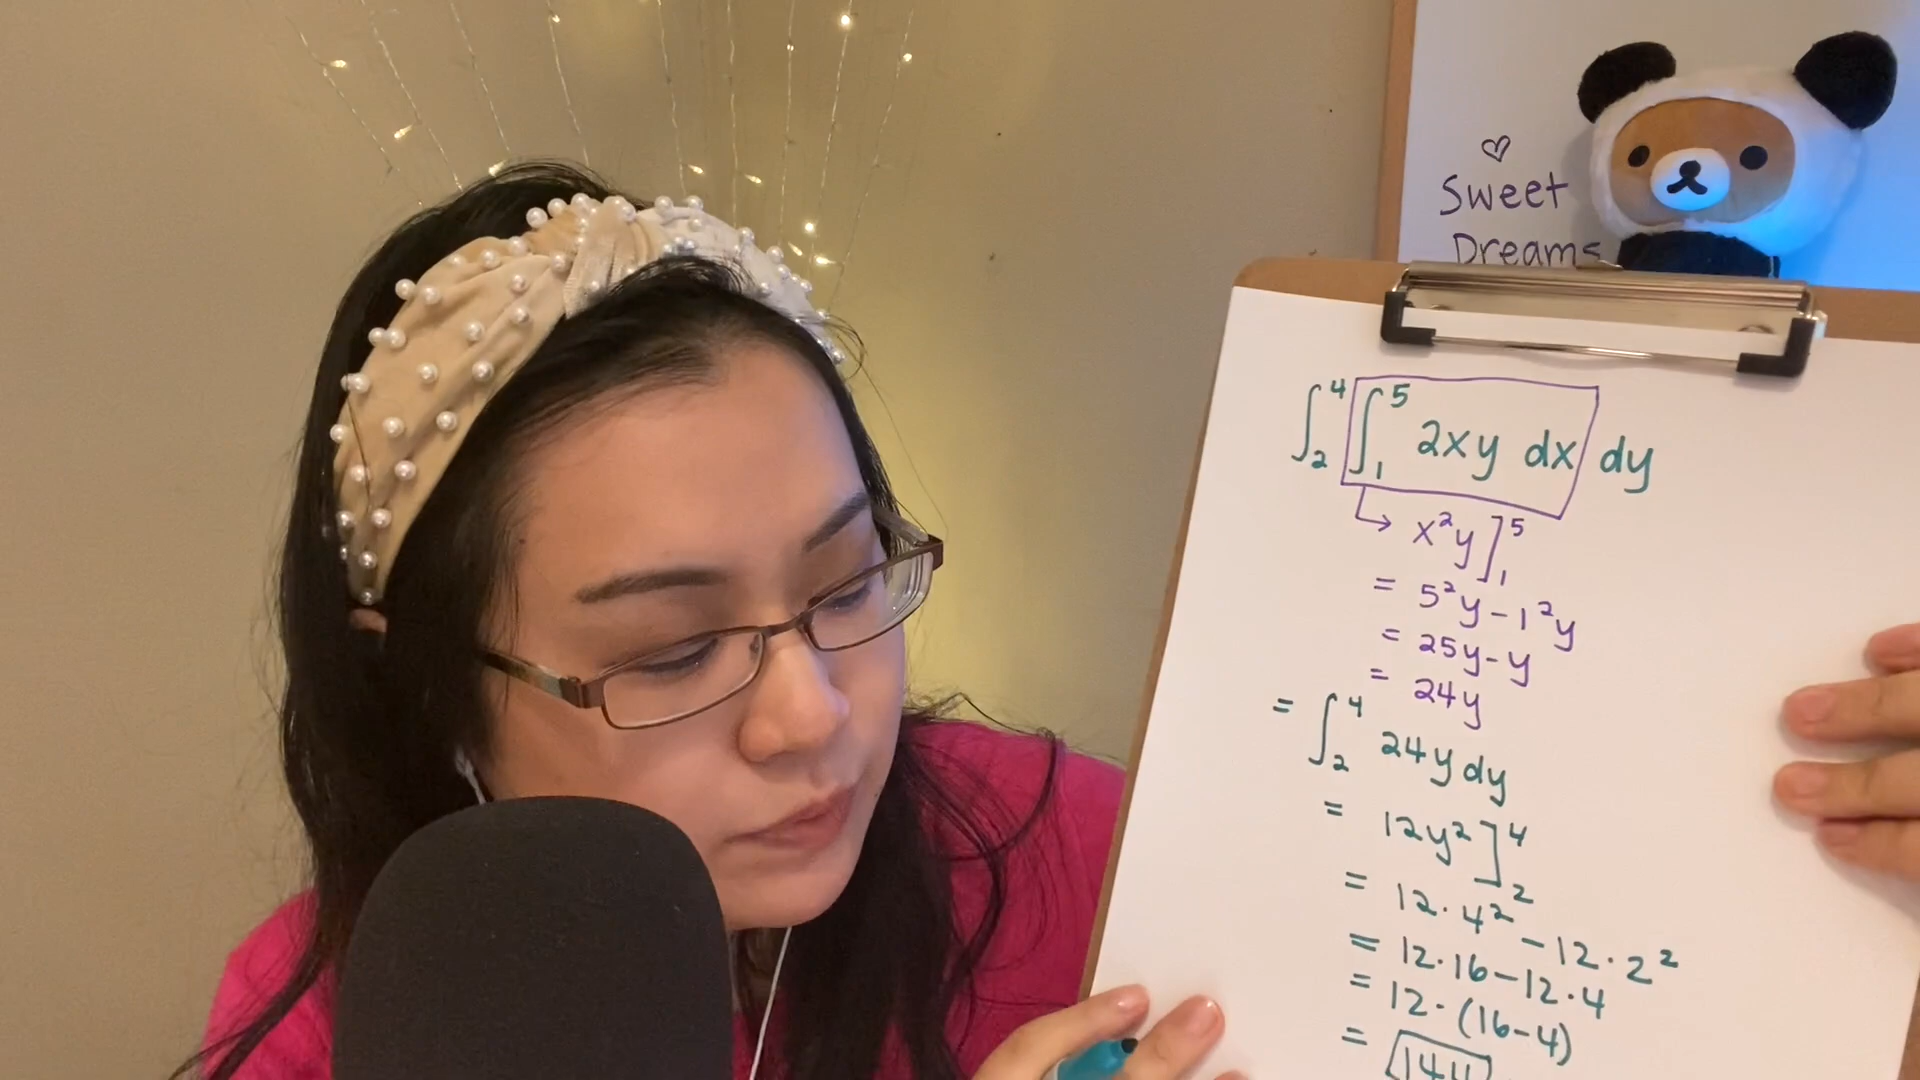 ♡
Sweet
Dreams
∫₂⁴ ∫₁⁵ 2xy dx dy
→ x²y]₁⁵
= 5²y - 1²y
= 25y - y
= 24y
= ∫₂⁴ 24y dy
= 12y²]₂⁴
= 12·4² - 12·2²
= 12·16 - 12·4
= 12·(16-4)
= 144